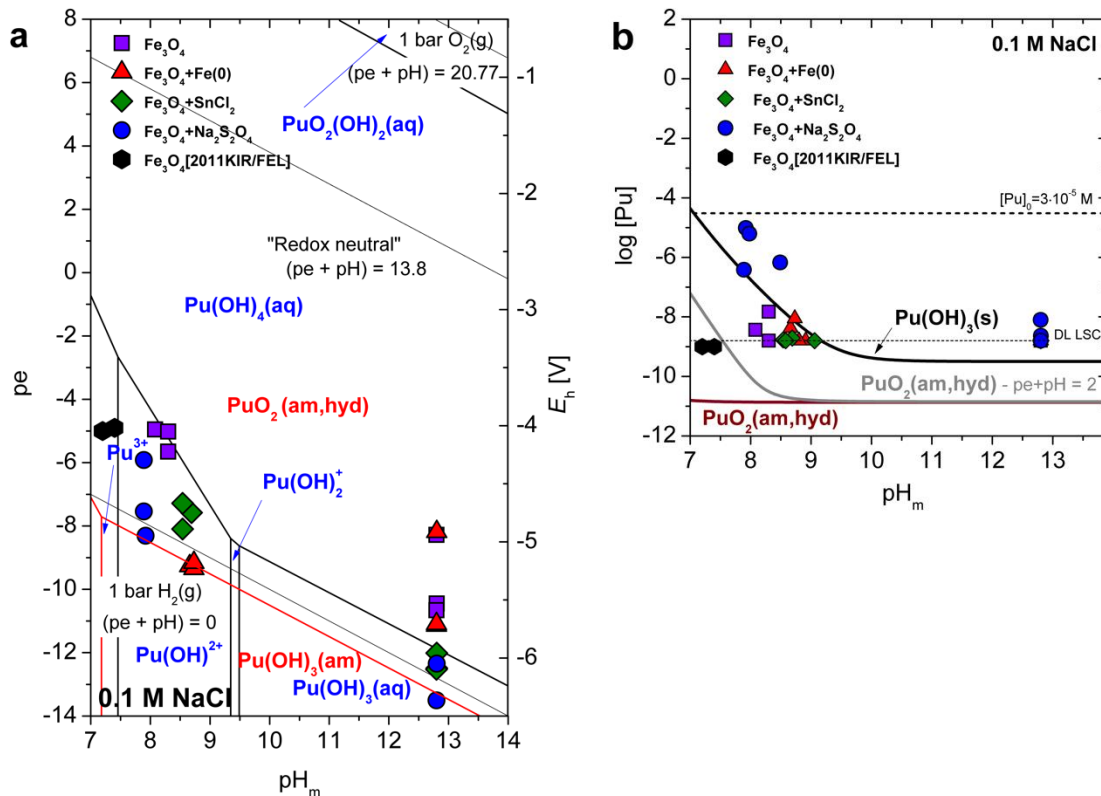 a
Fe₃O₄
Fe₃O₄+Fe(0)
Fe₃O₄+SnCl₂
Fe₃O₄+Na₂S₂O₄
Fe₃O₄[2011KIR/FEL]
1 bar O₂(g)
(pe + pH) = 20.77
PuO₂(OH)₂(aq)
"Redox neutral"
(pe + pH) = 13.8
Pu(OH)₄(aq)
PuO₂(am,hyd)
Pu³⁺
Pu(OH)₂⁺
1 bar H₂(g)
(pe + pH) = 0
Pu(OH)²⁺
Pu(OH)₃(am)
Pu(OH)₃(aq)
0.1 M NaCl
8
6
4
2
0
-2
-4
-6
-8
-10
-12
-14
pe
-1
-2
-3
-4
-5
-6
Eₕ [V]
7 8 9 10 11 12 13 14
pHₘ
b
0.1 M NaCl
Fe₃O₄
Fe₃O₄+Fe(0)
Fe₃O₄+SnCl₂
Fe₃O₄+Na₂S₂O₄
Fe₃O₄[2011KIR/FEL]
[Pu]₀=3·10⁻⁵ M
Pu(OH)₃(s)
DL LSC
PuO₂(am,hyd) - pe+pH = 2
PuO₂(am,hyd)
2
0
-2
-4
-6
-8
-10
-12
log [Pu]
7 8 9 10 11 12 13
pHₘ